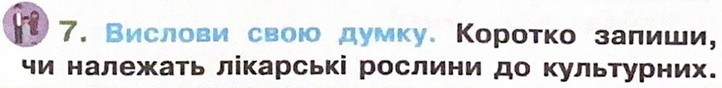 7. Вислови свою думку. Коротко запиши,
чи належать лікарські рослини до культурних.